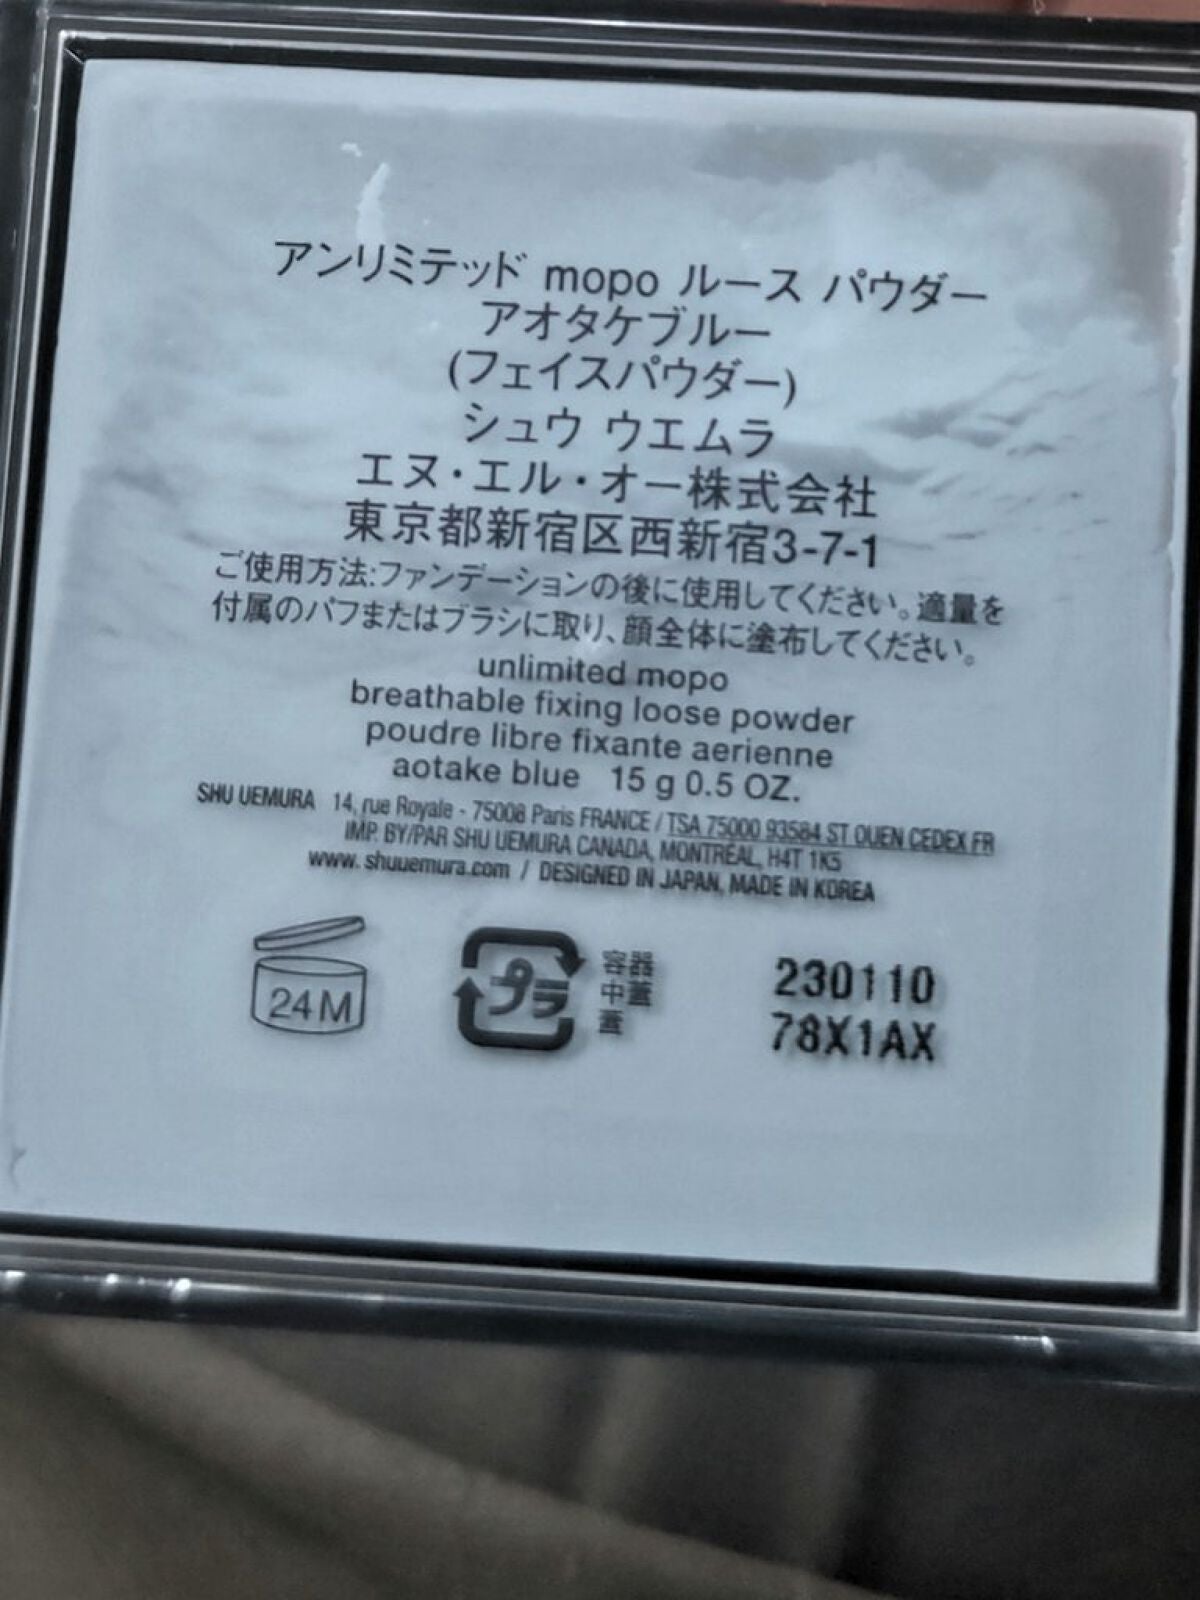 アンリミテッド mopo ルース パウダー
アオタケブルー
(フェイスパウダー)
シュウ ウエムラ
エヌ・エル・オー株式会社
東京都新宿区西新宿3-7-1
ご使用方法:ファンデーションの後に使用してください。適量を
付属のパフまたはブラシに取り、顔全体に塗布してください。
unlimited mopo
breathable fixing loose powder
poudre libre fixante aerienne
aotake blue 15 g 0.5 OZ.
SHU UEMURA 14, rue Royale - 75008 Paris FRANCE / TSA 75000 93584 ST OUEN CEDEX FR
IMP. BY/PAR SHU UEMURA CANADA, MONTRÉAL, H4T 1K5
www.shuuemura.com / DESIGNED IN JAPAN, MADE IN KOREA
24M
プラ
容器
中蓋
蓋
230110
78X1AX